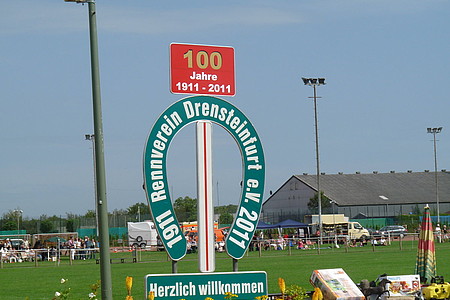 100
Jahre
1911 - 2011
1911 Rennverein Drensteinfurt e.V. 2011
Herzlich willkommen